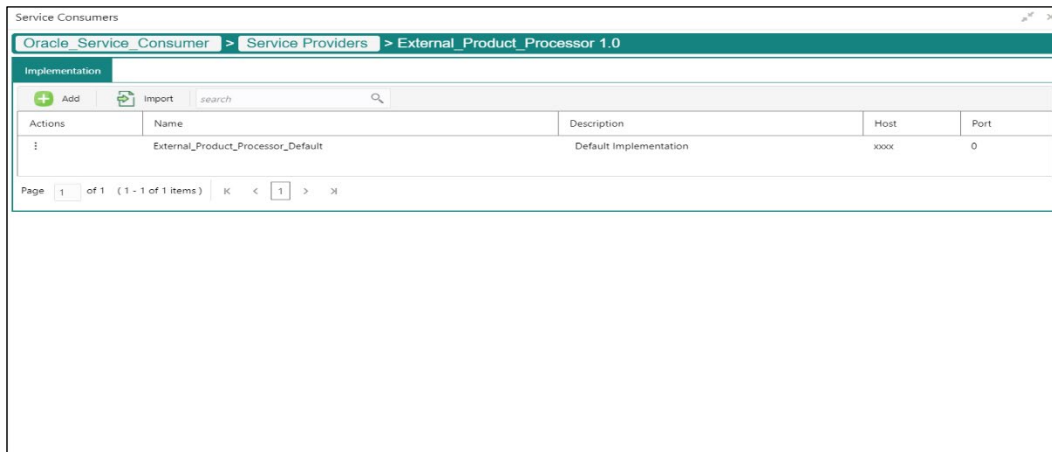 Service Consumers
Oracle_Service_Consumer > Service Providers > External_Product_Processor 1.0
Implementation
Add Import search
Actions Name Description Host Port
External_Product_Processor_Default Default Implementation xxxx 0
Page 1 of 1 (1 - 1 of 1 items) K < 1 > >|